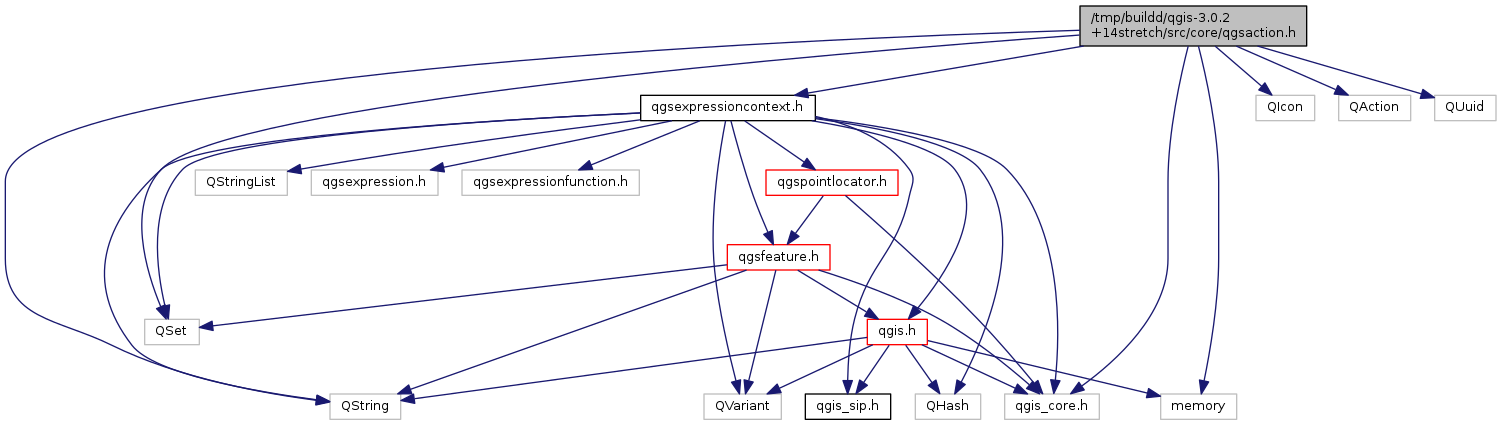 /tmp/buildd/qgis-3.0.2
+14stretch/src/core/qgsaction.h
qgsexpressioncontext.h
QIcon
QAction
QUuid
QStringList
qgsexpression.h
qgsexpressionfunction.h
qgspointlocator.h
qgsfeature.h
QSet
qgis.h
QString
QVariant
qgis_sip.h
QHash
qgis_core.h
memory